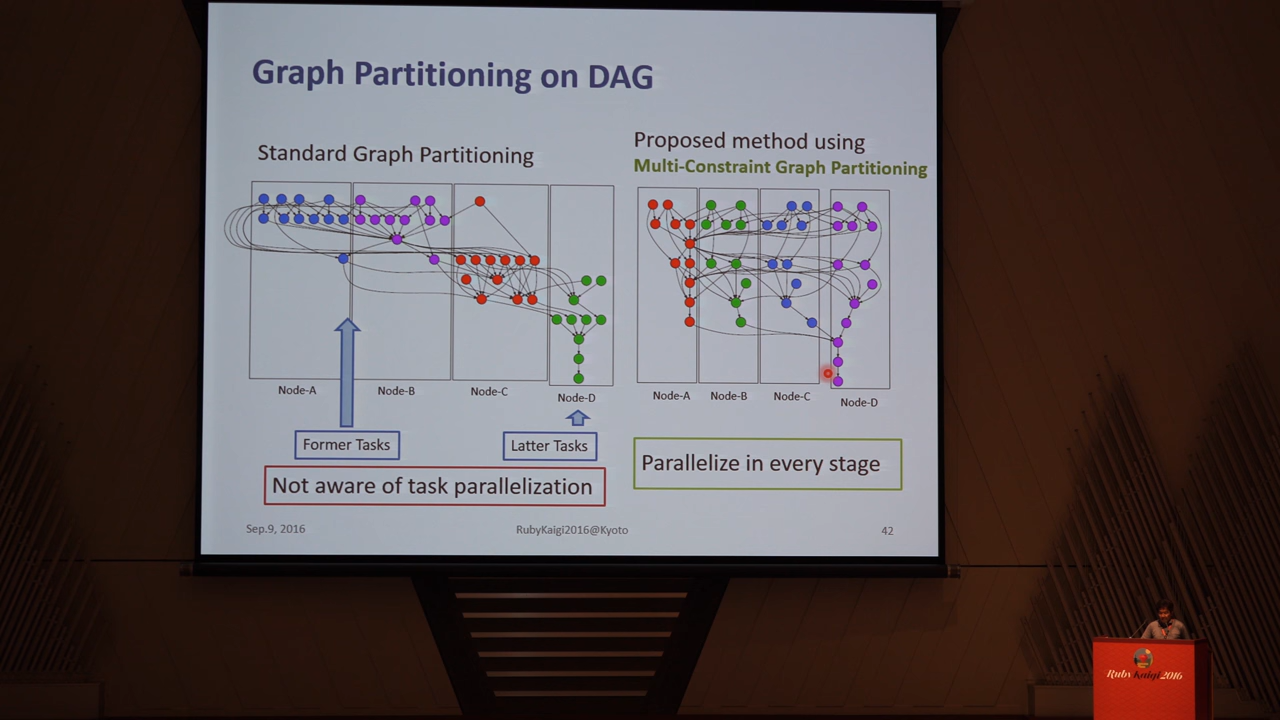 Graph Partitioning on DAG
Standard Graph Partitioning
Proposed method using
Multi-Constraint Graph Partitioning
Node-A
Node-B
Node-C
Node-D
Node-A
Node-B
Node-C
Node-D
Former Tasks
Latter Tasks
Not aware of task parallelization
Parallelize in every stage
Sep.9, 2016
RubyKaigi2016@Kyoto
42
RubyKaigi2016